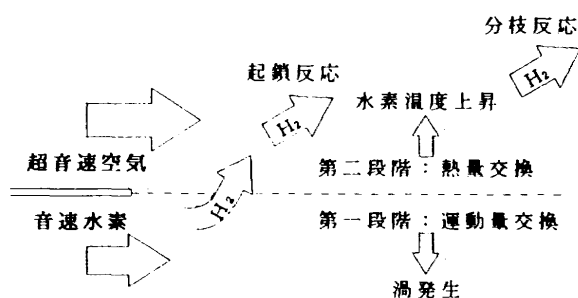 分枝反応
H2
起鎖反応
H2
水素温度上昇
超音速空気
第二段階：熱量交換
H2
音速水素
第一段階：運動量交換
渦発生